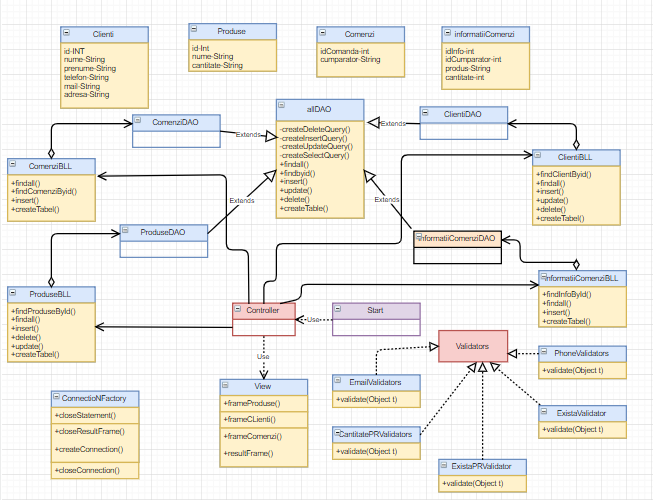 Clienti
id-INT
nume-String
prenume-String
telefon-String
mail-String
adresa-String
Produse
id-Int
nume-String
cantitate-String
Comenzi
idComanda-int
cumparator-String
informatiiComenzi
idInfo-int
idCumparator-int
produs-String
cantitate-int
ComenziDAO
Extends
allDAO
-createDeleteQuery()
-createInsertQuery()
-createUpdateQuery()
-createSelectQuery()
+findall()
+findbyid()
+insert()
+update()
+delete()
+createTable()
ClientiDAO
Extends
ComenziBLL
+findall()
+findComenziByid()
+insert()
+createTabel()
ClientiBLL
+findClientByid()
+findall()
+insert()
+update()
+delete()
+createTabel()
ProduseDAO
Extends
Extends
InformatiiComenziDAO
ProduseBLL
+findProduseById()
+findall()
+insert()
+delete()
+update()
+createTabel()
Controller
Use
Start
Use
InformatiiComenziBLL
+findInfoById()
+findall()
+insert()
+createTabel()
Validators
PhoneValidators
+validate(Object t)
ConnectioNFactory
+closeStatement()
+closeResultFrame()
+createConnection()
+closeConnection()
View
+frameProduse()
+frameCLienti()
+frameComenzi()
+resultFrame()
EmailValidators
+validate(Object t)
CantitatePRValidators
+validate(Object t)
ExistaValidator
+validate(Object t)
ExistaPRValidator
+validate(Object t)